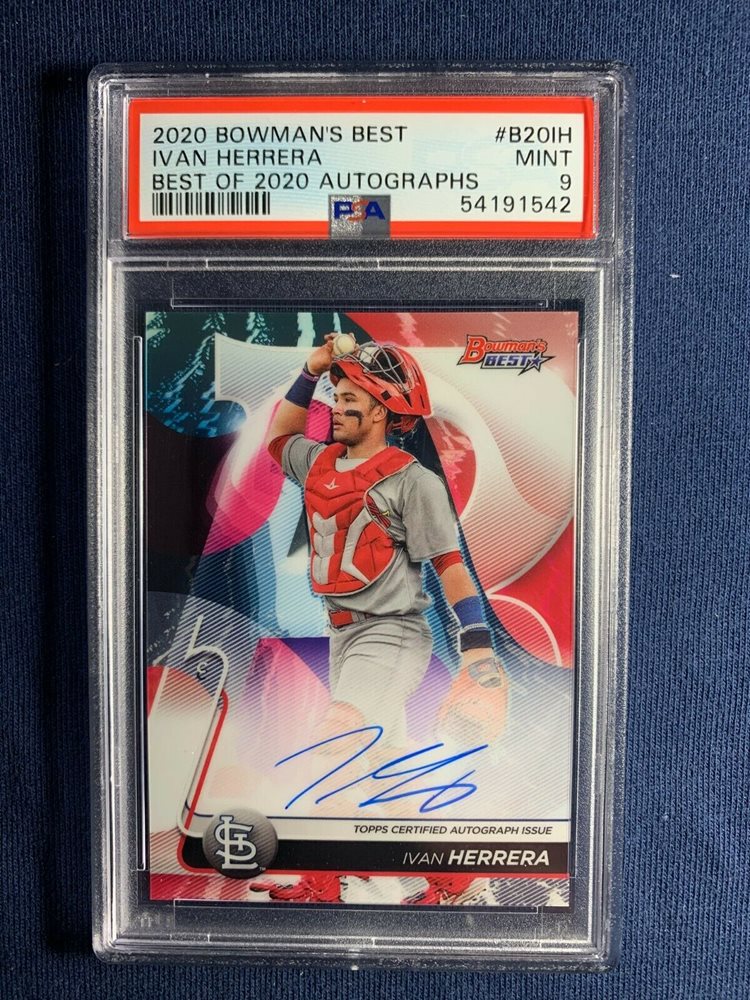 2020 BOWMAN'S BEST #B20IH
IVAN HERRERA MINT
BEST OF 2020 AUTOGRAPHS 9
PSA 54191542
Bowman's
BEST
STL
TOPPS CERTIFIED AUTOGRAPH ISSUE
IVAN HERRERA